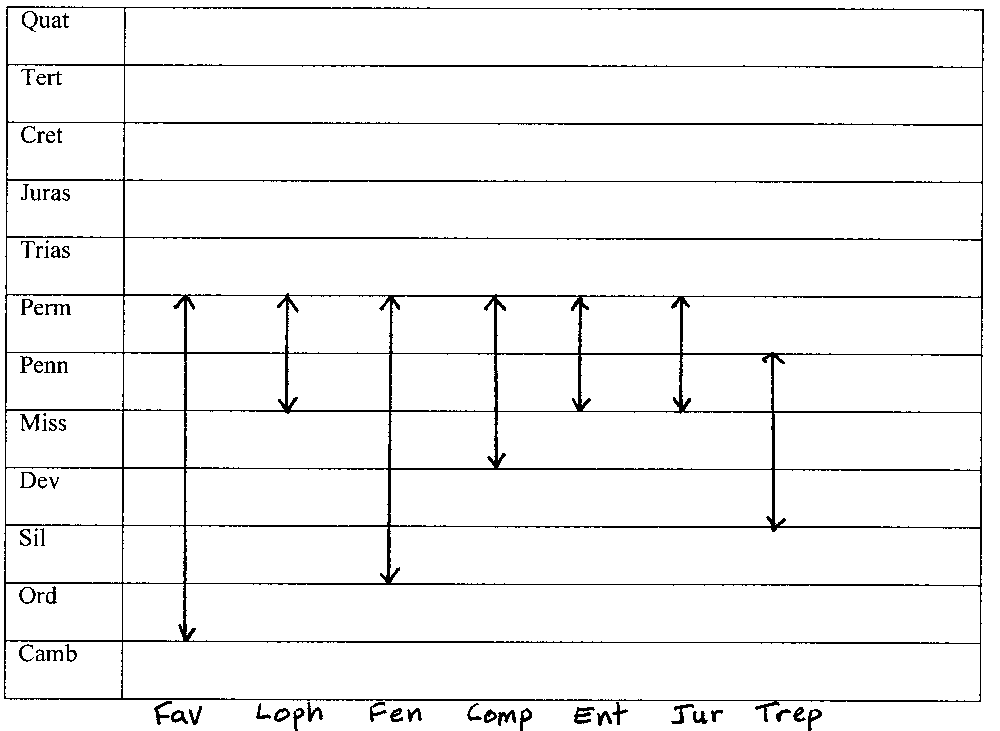 Quat
Tert
Cret
Juras
Trias
Perm
Penn
Miss
Dev
Sil
Ord
Camb
Fav Loph Fen Comp Ent Jur Trep